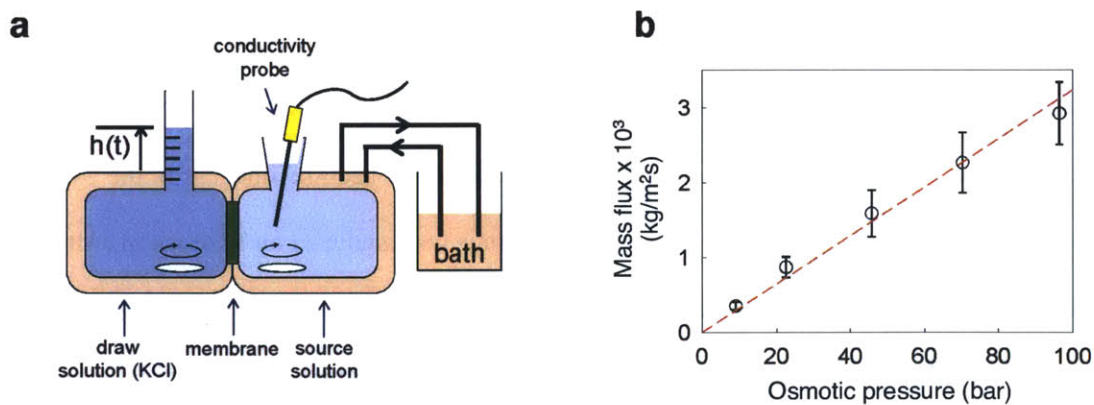 a
conductivity
probe
h(t)
bath
draw
solution (KCl)
membrane
source
solution
b
Mass flux x 10³
(kg/m²s)
3
2
1
0
0
20
40
60
80
100
Osmotic pressure (bar)